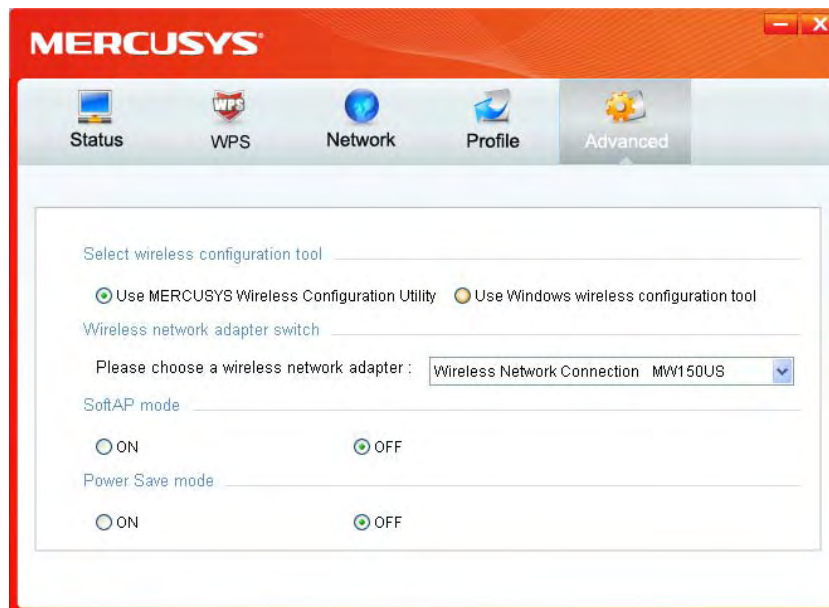 MERCUSYS
Status
WPS
WPS
Network
Profile
Advanced
Select wireless configuration tool
Use MERCUSYS Wireless Configuration Utility Use Windows wireless configuration tool
Wireless network adapter switch
Please choose a wireless network adapter : Wireless Network Connection MW150US
SoftAP mode
ON OFF
Power Save mode
ON OFF